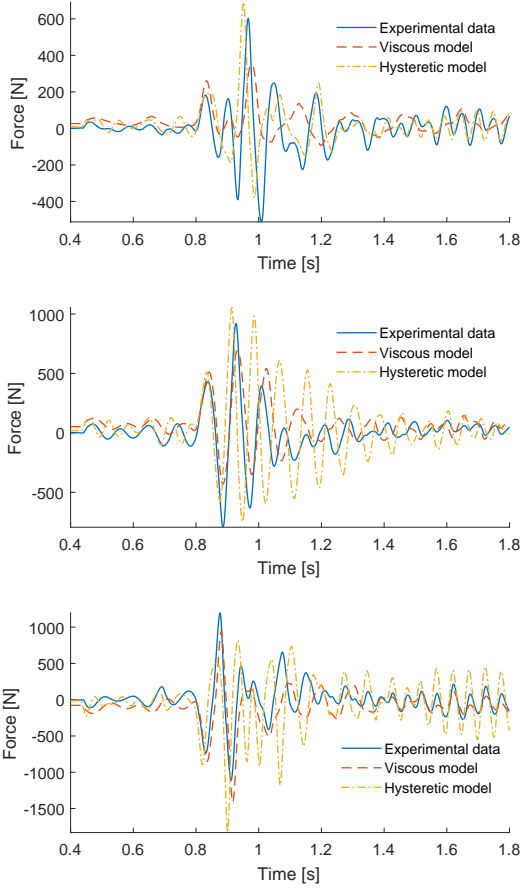 600
400
200
0
-200
-400
Force [N]
Experimental data
Viscous model
Hysteretic model
0.4 0.6 0.8 1 1.2 1.4 1.6 1.8
Time [s]
1000
500
0
-500
Force [N]
Experimental data
Viscous model
Hysteretic model
0.4 0.6 0.8 1 1.2 1.4 1.6 1.8
Time [s]
1000
500
0
-500
-1000
-1500
Force [N]
Experimental data
Viscous model
Hysteretic model
0.4 0.6 0.8 1 1.2 1.4 1.6 1.8
Time [s]